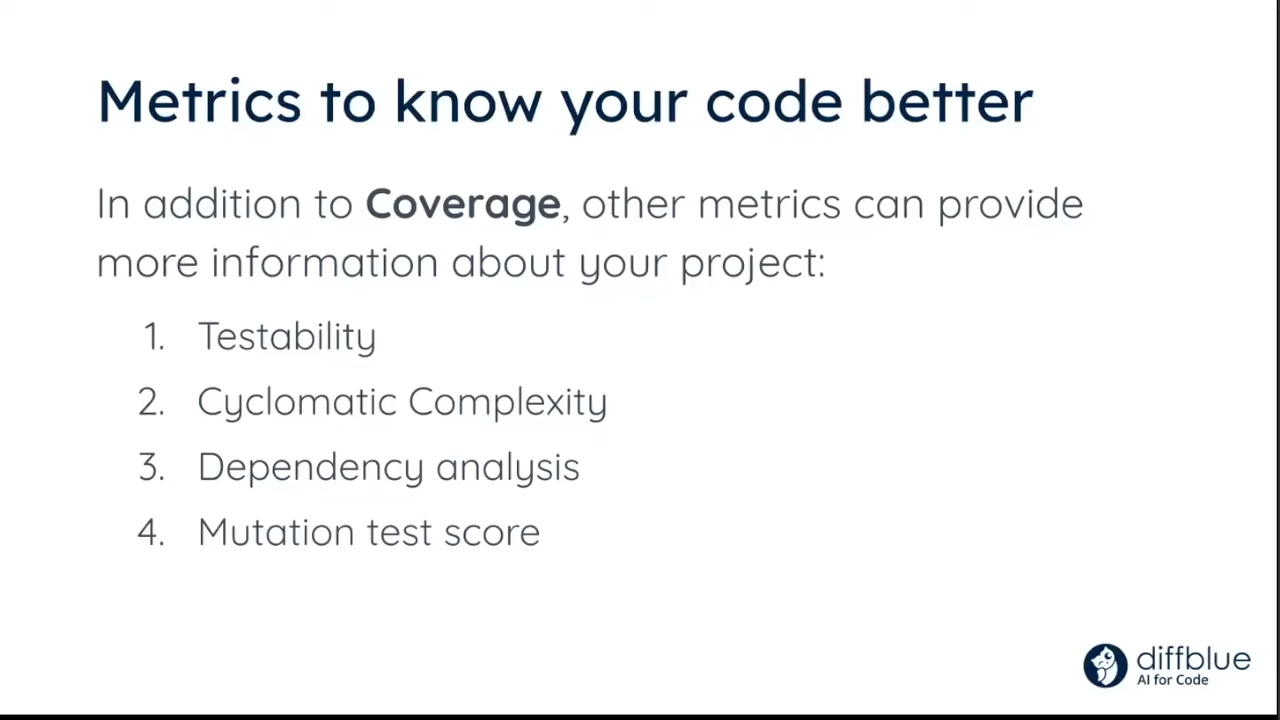 Metrics to know your code better
In addition to Coverage, other metrics can provide
more information about your project:
1. Testability
2. Cyclomatic Complexity
3. Dependency analysis
4. Mutation test score
diffblue
AI for Code